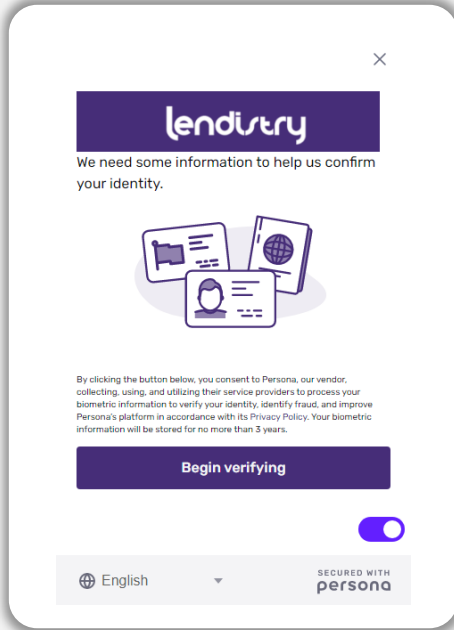 lendistry
We need some information to help us confirm
your identity.
By clicking the button below, you consent to Persona, our vendor,
collecting, using, and utilizing their service providers to process your
biometric information to verify your identity, identify fraud, and improve
Persona's platform in accordance with its Privacy Policy. Your biometric
information will be stored for no more than 3 years.
Begin verifying
English
SECURED WITH
persona